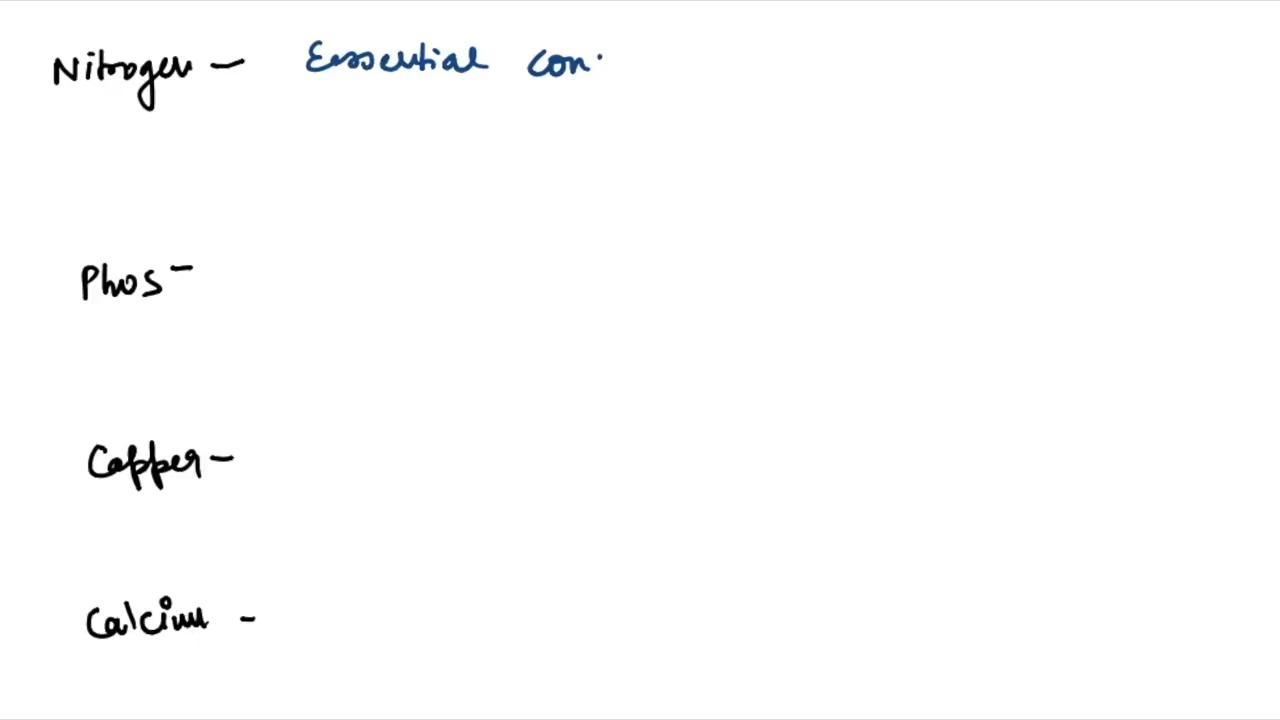 Nitrogen — Essential con.
Phos -
Copper -
Calcium -